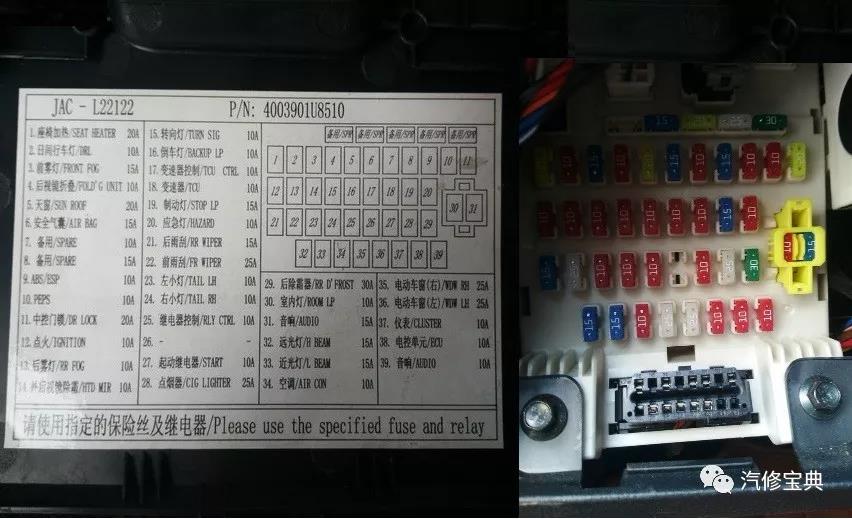 JAC - L22122 P/N: 4003901U8510
1.座椅加热/SEAT HEATER 20A
2.日间行车灯/DRL 10A
3.前雾灯/FRONT FOG 15A
4.后视镜折叠/FOLD'G UNIT 10A
5.天窗/SUN ROOF 20A
6.安全气囊/AIR BAG 15A
7. 备用/SPARE 10A
8. 备用/SPARE 15A
9.ABS/ESP 10A
10.PEPS 10A
11.中控门锁/DR LOCK 20A
12.点火/IGNITION 10A
13.后雾灯/RR FOG 10A
14.外后视镜除霜/HTD MIR 10A
15.转向灯/TURN SIG 10A
16.倒车灯/BACKUP LP 10A
17.变速器控制/TCU CTRL 10A
18.变速器/TCU 10A
19.制动灯/STOP LP 15A
20.应急灯/HAZARD 10A
21.后雨刮/RR WIPER 15A
22.前雨刮/FR WIPER 25A
23.左小灯/TAIL LH 10A
24.右小灯/TAIL RH 10A
25.继电器控制/RLY CTRL 10A
26.- -
27.起动继电器/START 10A
28.点烟器/CIG LIGHTER 25A
备用/SPR 备用/SPR 备用/SPR 备用/SPR 备用/SPR
1 2 3 4 5 6 7 8 9 10 11
12 13 14 15 16 17 18 19 20
30 31
21 22 23 24 25 26 27 28 29
32 33 34 35 36 37 38 39
29.后除霜器/RR D'FROST 30A
30.室内灯/ROOM LP 10A
31.音响/AUDIO 15A
32.远光灯/H BEAM 15A
33.近光灯/L BEAM 15A
34.空调/AIR CON 10A
35.电动车窗(右)/WDW RH 25A
36.电动车窗(左)/WDW LH 25A
37.仪表/CLUSTER 10A
38.电控单元/ECU 10A
39.音响/AUDIO 10A
请使用指定的保险丝及继电器/Please use the specified fuse and relay
汽修宝典